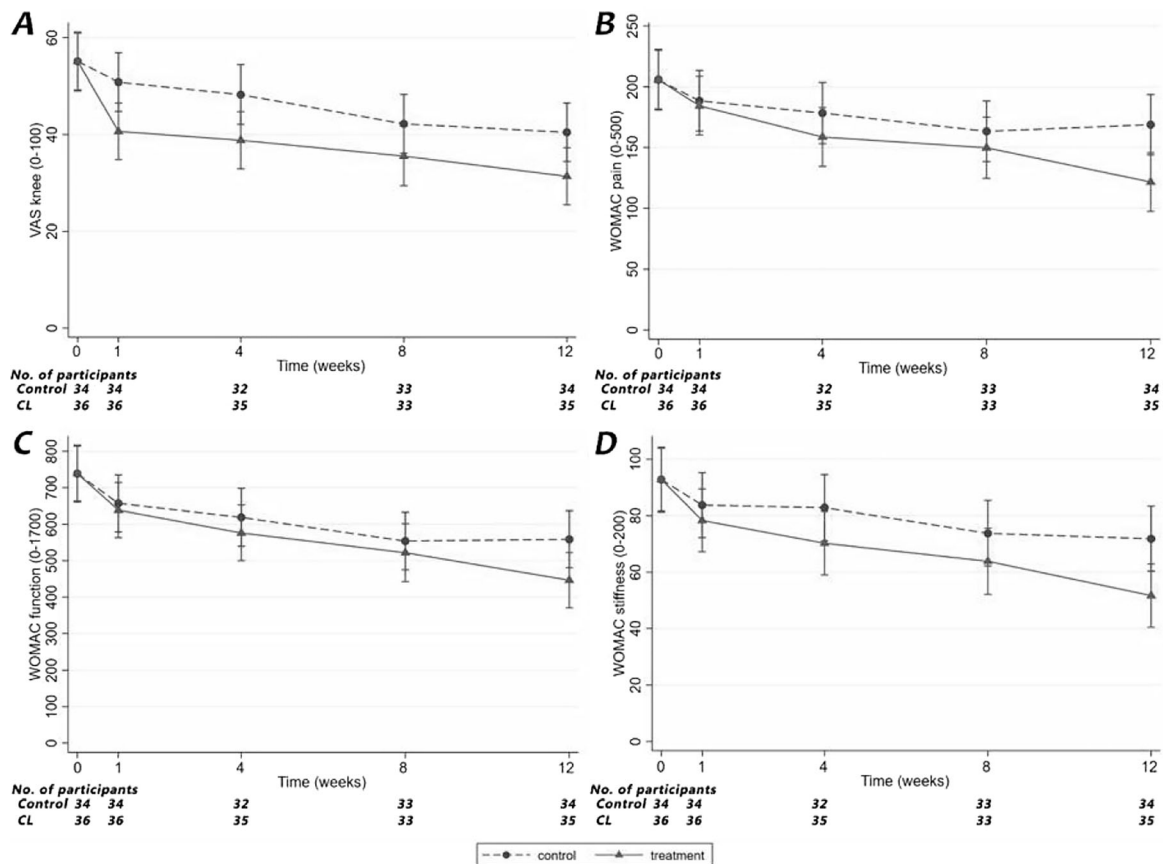 A
VAS knee (0-100)
60
40
20
0
0 1 4 8 12
Time (weeks)
No. of participants
Control 34 34 32 33 34
CL 36 36 35 33 35
B
WOMAC pain (0-500)
250
200
150
100
50
0
0 1 4 8 12
Time (weeks)
No. of participants
Control 34 34 32 33 34
CL 36 36 35 33 35
C
WOMAC function (0-1700)
800
700
600
500
400
300
200
100
0
0 1 4 8 12
Time (weeks)
No. of participants
Control 34 34 32 33 34
CL 36 36 35 33 35
D
WOMAC stiffness (0-200)
100
80
60
40
20
0
0 1 4 8 12
Time (weeks)
No. of participants
Control 34 34 32 33 34
CL 36 36 35 33 35
control treatment